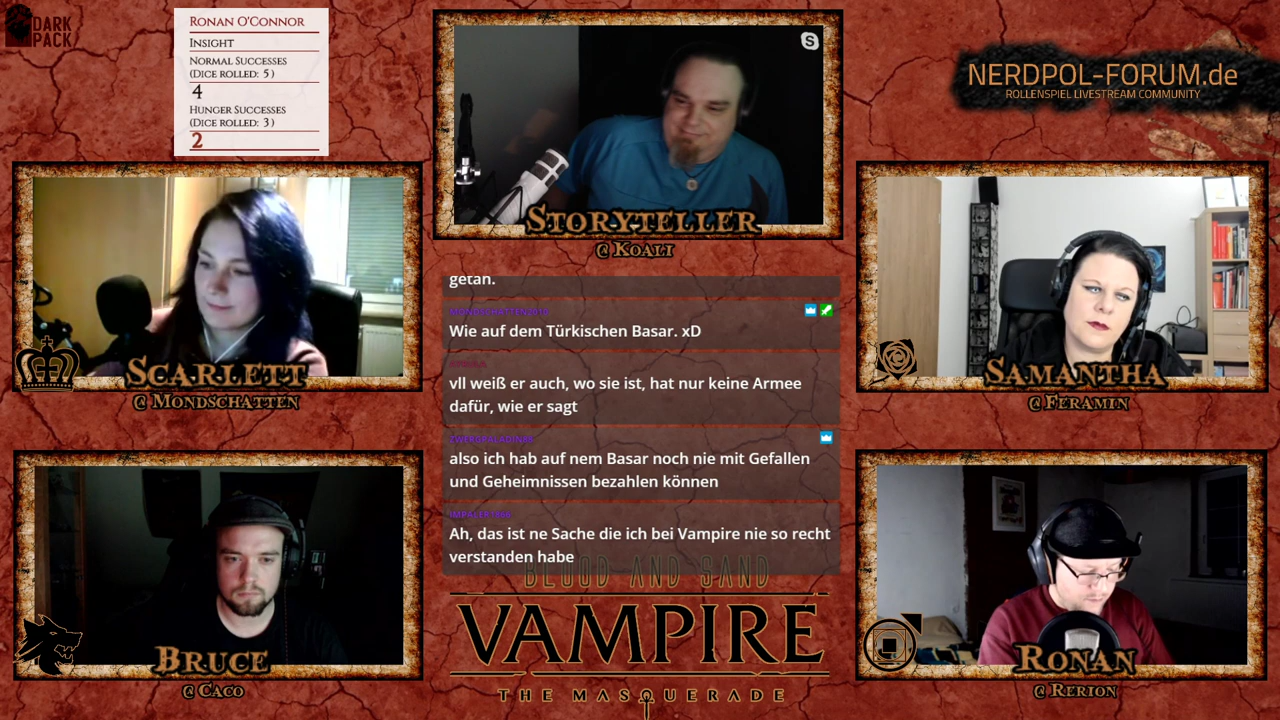 DARK
PACK
Ronan O'Connor
Insight
Normal Successes
(Dice rolled: 5)
4
Hunger Successes
(Dice rolled: 3)
2
NERDPOL-FORUM.de
ROLLENSPIEL LIVESTREAM COMMUNITY
Storyteller
@ Koali
Scarlett
@ Mondschatten
Samantha
@ Feramin
getan.
Wie auf dem Türkischen Basar. xD
vll weiß er auch, wo sie ist, hat nur keine Armee
dafür, wie er sagt
also ich hab auf nem Basar noch nie mit Gefallen
und Geheimnissen bezahlen können
Ah, das ist ne Sache die ich bei Vampire nie so recht
verstanden habe
BLOOD AND SAND
VAMPIRE
THE MASQUERADE
Bruce
@ Caco
Ronan
@ Rerion